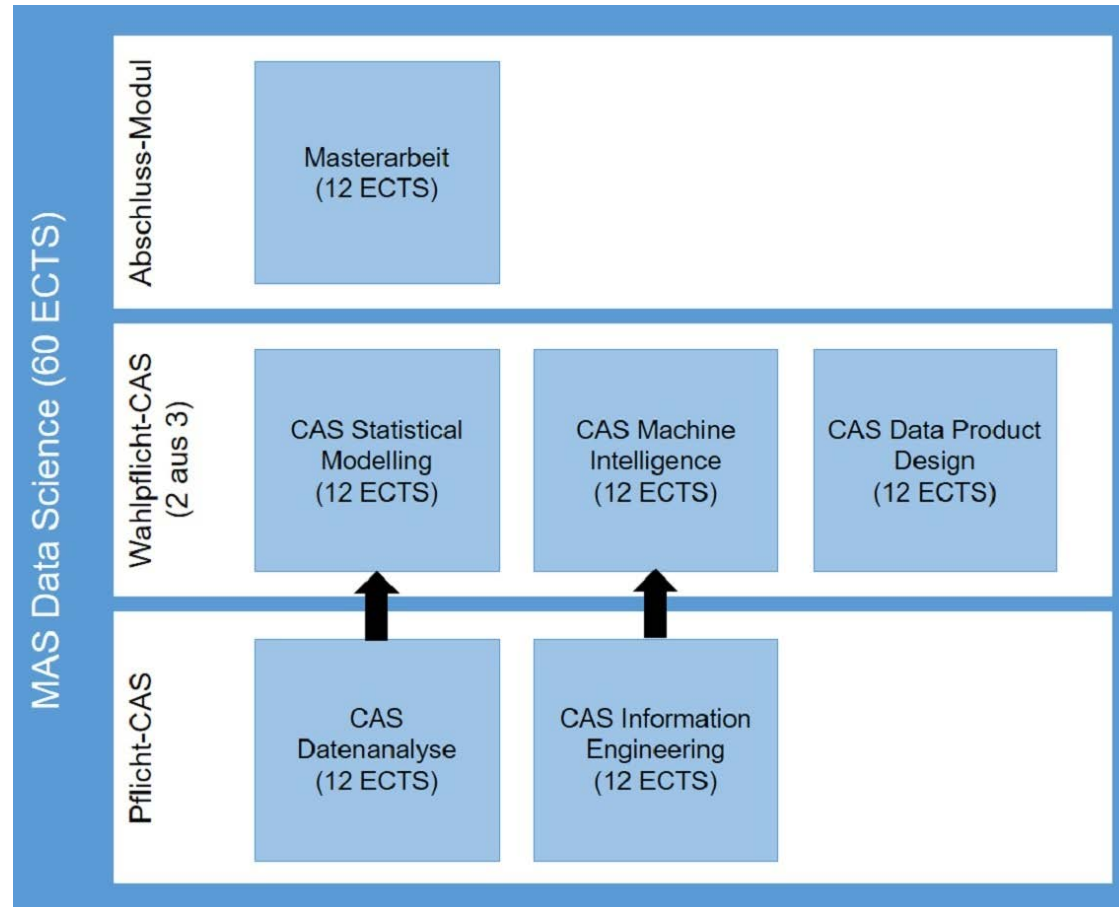 MAS Data Science (60 ECTS)
Abschluss-Modul
Masterarbeit
(12 ECTS)
Wahlpflicht-CAS
(2 aus 3)
CAS Statistical
Modelling
(12 ECTS)
CAS Machine
Intelligence
(12 ECTS)
CAS Data Product
Design
(12 ECTS)
Pflicht-CAS
CAS
Datenanalyse
(12 ECTS)
CAS Information
Engineering
(12 ECTS)